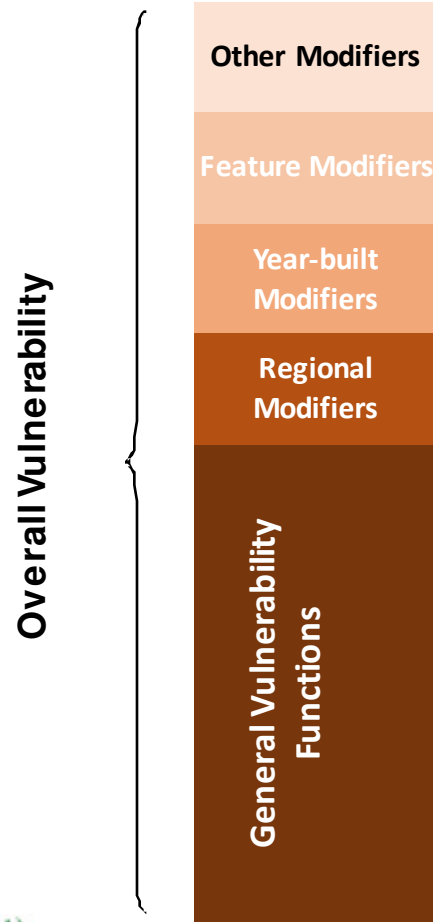 Overall Vulnerability
Other Modifiers
Feature Modifiers
Year-built
Modifiers
Regional
Modifiers
General Vulnerability
Functions